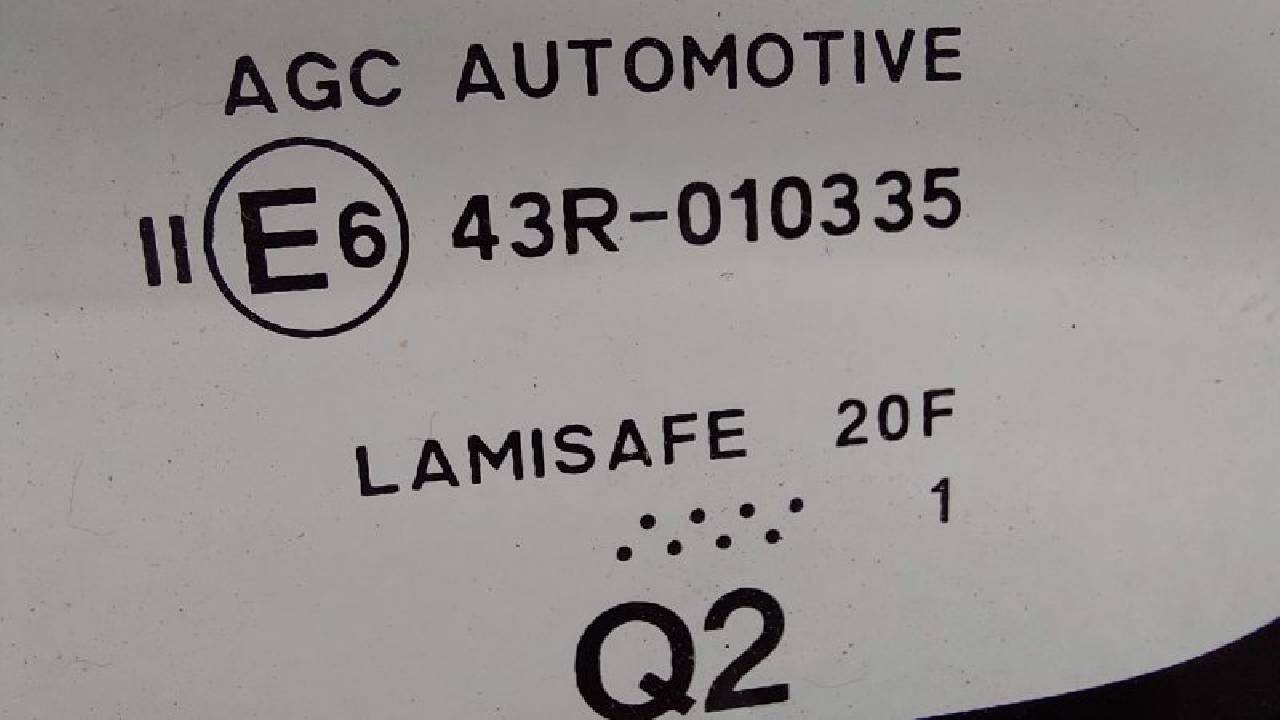 AGC AUTOMOTIVE
II E6 43R-010335
LAMISAFE 20F
1
Q2